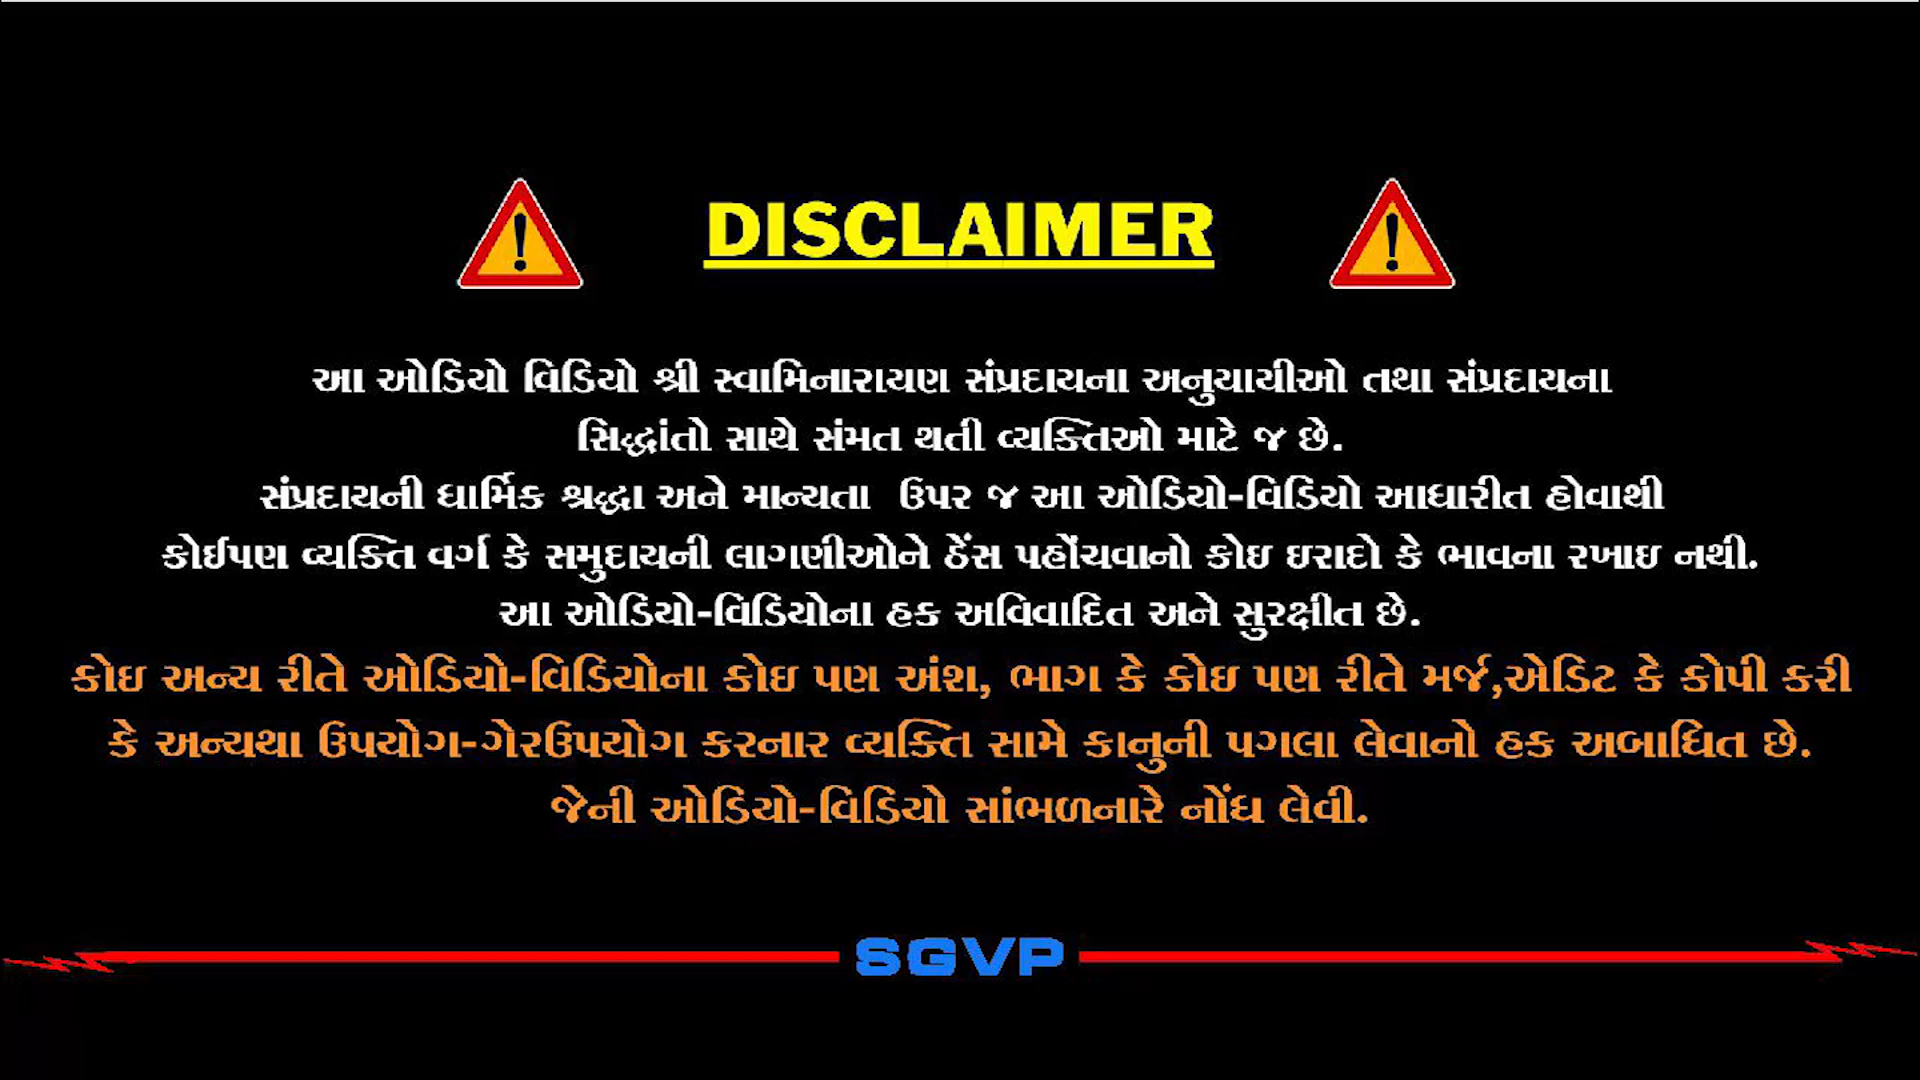 DISCLAIMER
આ ઓડિયો વિડિયો શ્રી સ્વામિનારાયણ સંપ્રદાયના અનુયાયીઓ તથા સંપ્રદાયના
સિદ્ધાંતો સાથે સંમત થતી વ્યક્તિઓ માટે જ છે.
સંપ્રદાયની ધાર્મિક શ્રદ્ધા અને માન્યતા  ઉપર જ આ ઓડિયો-વિડિયો આધારીત હોવાથી
કોઈપણ વ્યક્તિ વર્ગ કે સમુદાયની લાગણીઓને ઠેંસ પહોંચવાનો કોઇ ઇરાદો કે ભાવના રખાઇ નથી.
આ ઓડિયો-વિડિયોના હક અવિવાદિત અને સુરક્ષીત છે.
કોઇ અન્ય રીતે ઓડિયો-વિડિયોના કોઇ પણ અંશ, ભાગ કે કોઇ પણ રીતે મર્જ,એડિટ કે કોપી કરી
કે અન્યથા ઉપયોગ-ગેરઉપયોગ કરનાર વ્યક્તિ સામે કાનુની પગલા લેવાનો હક અબાધિત છે.
જેની ઓડિયો-વિડિયો સાંભળનારે નોંધ લેવી.
SGVP